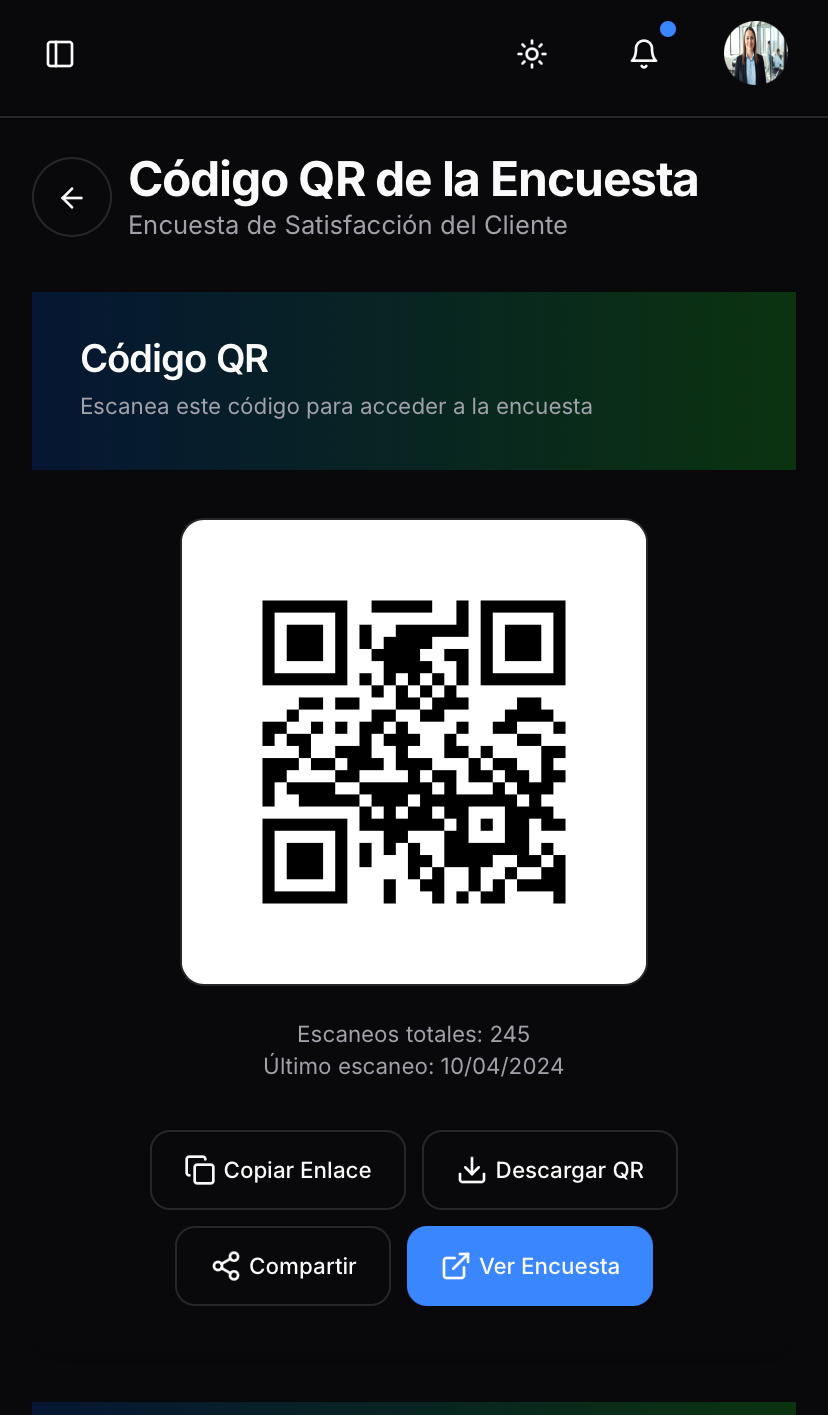 Código QR de la Encuesta
Encuesta de Satisfacción del Cliente
Código QR
Escanea este código para acceder a la encuesta
Escaneos totales: 245
Último escaneo: 10/04/2024
Copiar Enlace
Descargar QR
Compartir
Ver Encuesta